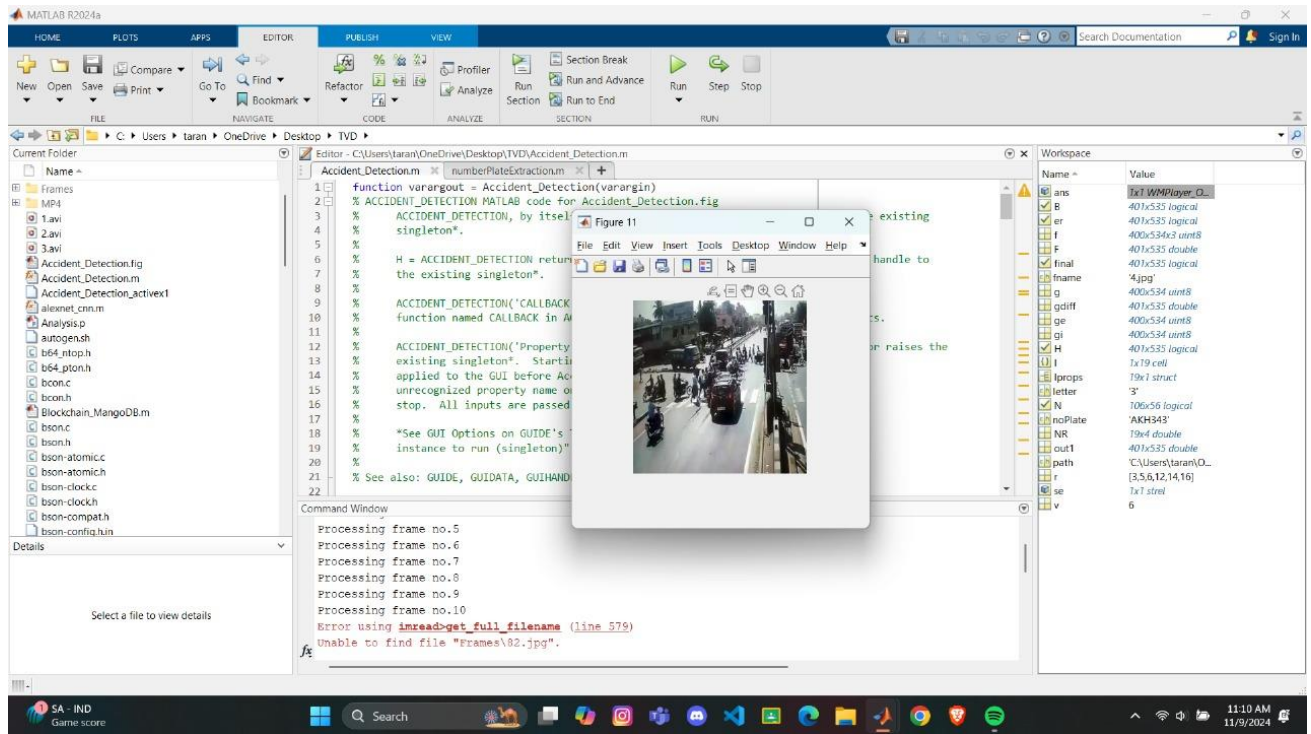 MATLAB R2024a
HOME PLOTS APPS EDITOR PUBLISH VIEW Search Documentation Sign In
New Open Save Compare Print Go To Find Bookmark Refactor Profiler Analyze Run Section Section Break Run and Advance Run to End Run Step Stop
FILE NAVIGATE CODE ANALYZE SECTION RUN
C: Users taran OneDrive Desktop TVD
Current Folder
Name
Frames
MP4
1.avi
2.avi
3.avi
Accident_Detection.fig
Accident_Detection.m
Accident_Detection_activex1
alexnet_cnn.m
Analysis.p
autogen.sh
b64_ntop.h
b64_pton.h
bcon.c
bcon.h
Blockchain_MangoDB.m
bson.c
bson.h
bson-atomic.c
bson-atomic.h
bson-clock.c
bson-clock.h
bson-compat.h
bson-config.h.in
Details
Select a file to view details
Editor - C:\Users\taran\OneDrive\Desktop\TVD\Accident_Detection.m
Accident_Detection.m numberPlateExtraction.m
1 function varargout = Accident_Detection(varargin)
2 % ACCIDENT_DETECTION MATLAB code for Accident_Detection.fig
3 % ACCIDENT_DETECTION, by itsel existing
4 % singleton*.
5 %
6 % H = ACCIDENT_DETECTION retur handle to
7 % the existing singleton*.
8 %
9 % ACCIDENT_DETECTION('CALLBACK
10 % function named CALLBACK in A s.
11 %
12 % ACCIDENT_DETECTION('Property or raises the
13 % existing singleton*. Starti
14 % applied to the GUI before Ac
15 % unrecognized property name o
16 % stop. All inputs are passed
17 %
18 % *See GUI Options on GUIDE's
19 % instance to run (singleton)"
20 %
21 % See also: GUIDE, GUIDATA, GUIHAND
22
Figure 11
File Edit View Insert Tools Desktop Window Help
Command Window
Processing frame no.5
Processing frame no.6
Processing frame no.7
Processing frame no.8
Processing frame no.9
Processing frame no.10
Error using imread>get_full_filename (line 579)
Unable to find file "Frames\82.jpg".
fx
Workspace
Name Value
ans 1x1 WMPlayer_O...
B 401x535 logical
er 401x535 logical
f 400x534x3 uint8
F 401x535 double
final 401x535 logical
fname '4.jpg'
g 400x534 uint8
gdiff 401x535 double
ge 400x534 uint8
gi 400x534 uint8
H 401x535 logical
I 1x19 cell
Iprops 19x1 struct
letter '3'
N 106x56 logical
noPlate 'AKH343'
NR 19x4 double
out1 401x535 double
path 'C:\Users\taran\O...
r [3,5,6,12,14,16]
se 1x1 strel
v 6
1
SA - IND
Game score
Search
11:10 AM
11/9/2024